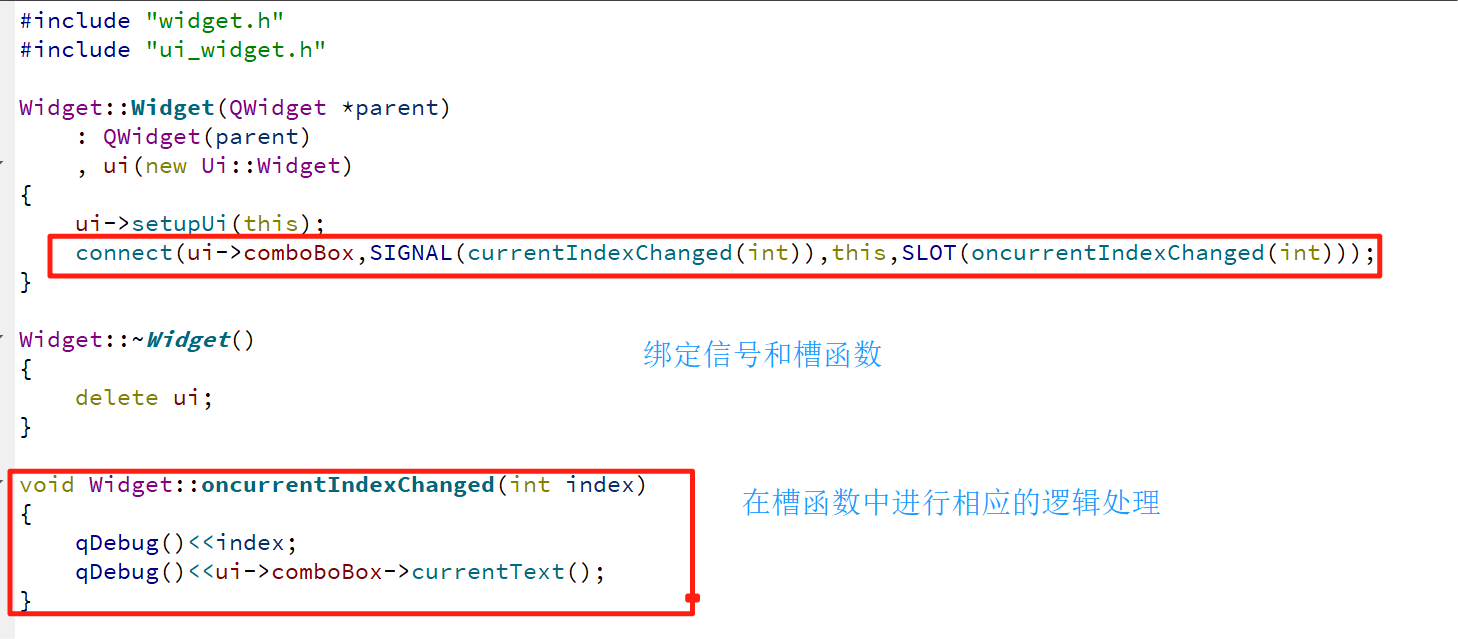 #include "widget.h"
#include "ui_widget.h"
Widget::Widget(QWidget *parent)
    : QWidget(parent)
    , ui(new Ui::Widget)
{
    ui->setupUi(this);
    connect(ui->comboBox,SIGNAL(currentIndexChanged(int)),this,SLOT(oncurrentIndexChanged(int)));
}
Widget::~Widget()
绑定信号和槽函数
{
    delete ui;
}
void Widget::oncurrentIndexChanged(int index)
在槽函数中进行相应的逻辑处理
{
    qDebug()<<index;
    qDebug()<<ui->comboBox->currentText();
}